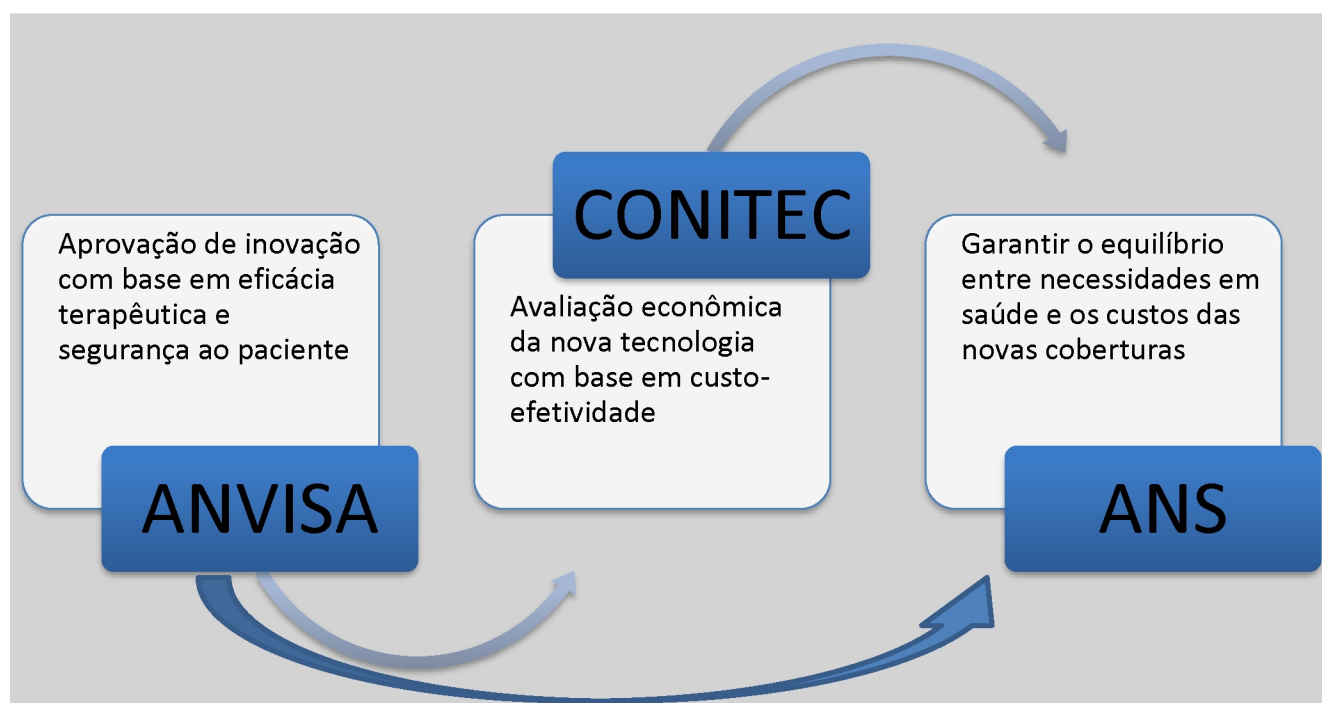 Aprovação de inovação
com base em eficácia
terapêutica e
segurança ao paciente
ANVISA
CONITEC
Avaliação econômica
da nova tecnologia
com base em custo-
efetividade
Garantir o equilíbrio
entre necessidades em
saúde e os custos das
novas coberturas
ANS